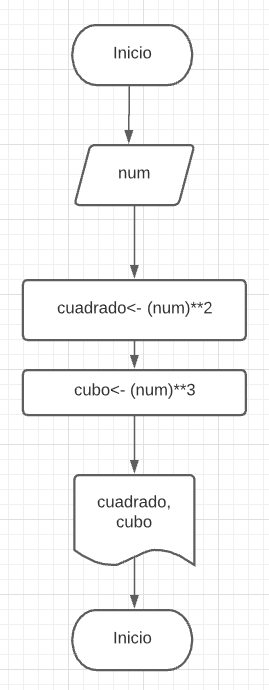 Inicio
num
cuadrado<- (num)**2
cubo<- (num)**3
cuadrado,
cubo
Inicio